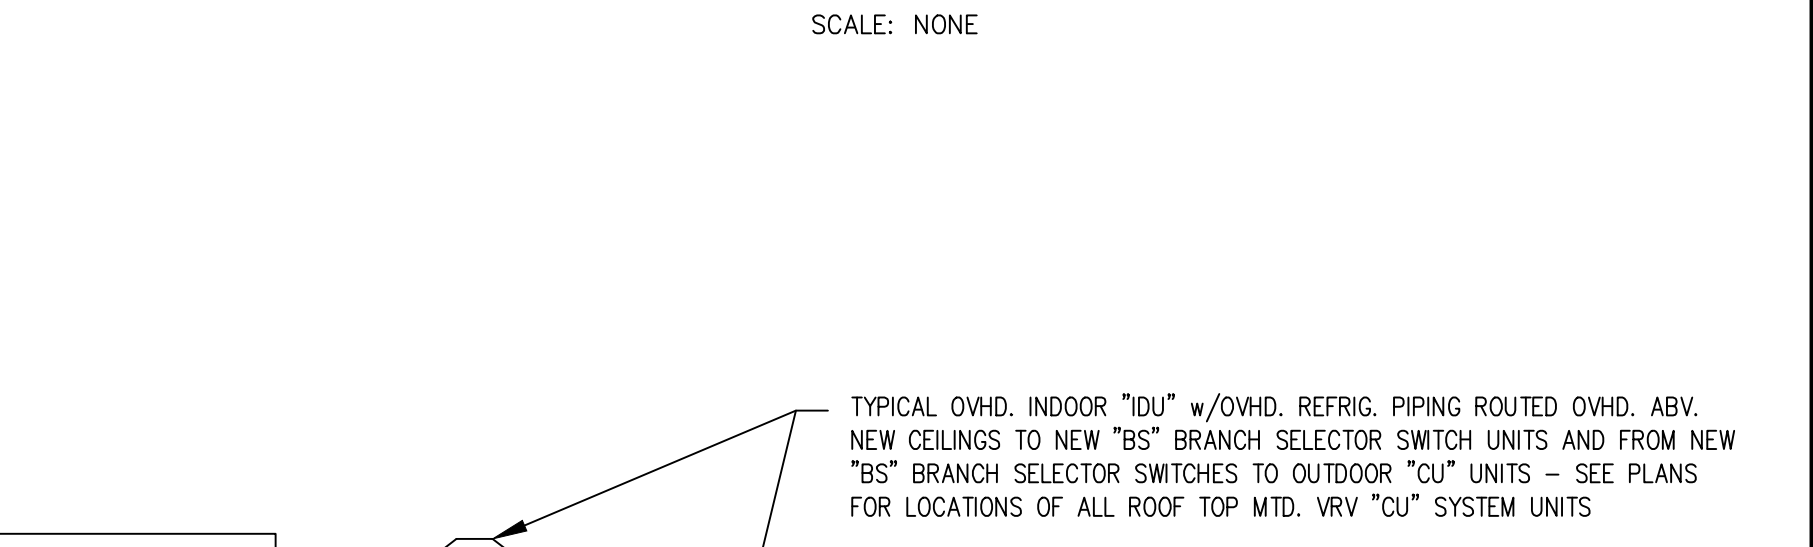 SCALE: NONE
TYPICAL OVHD. INDOOR "IDU" w/OVHD. REFRIG. PIPING ROUTED OVHD. ABV.
NEW CEILINGS TO NEW "BS" BRANCH SELECTOR SWITCH UNITS AND FROM NEW
"BS" BRANCH SELECTOR SWITCHES TO OUTDOOR "CU" UNITS – SEE PLANS
FOR LOCATIONS OF ALL ROOF TOP MTD. VRV "CU" SYSTEM UNITS